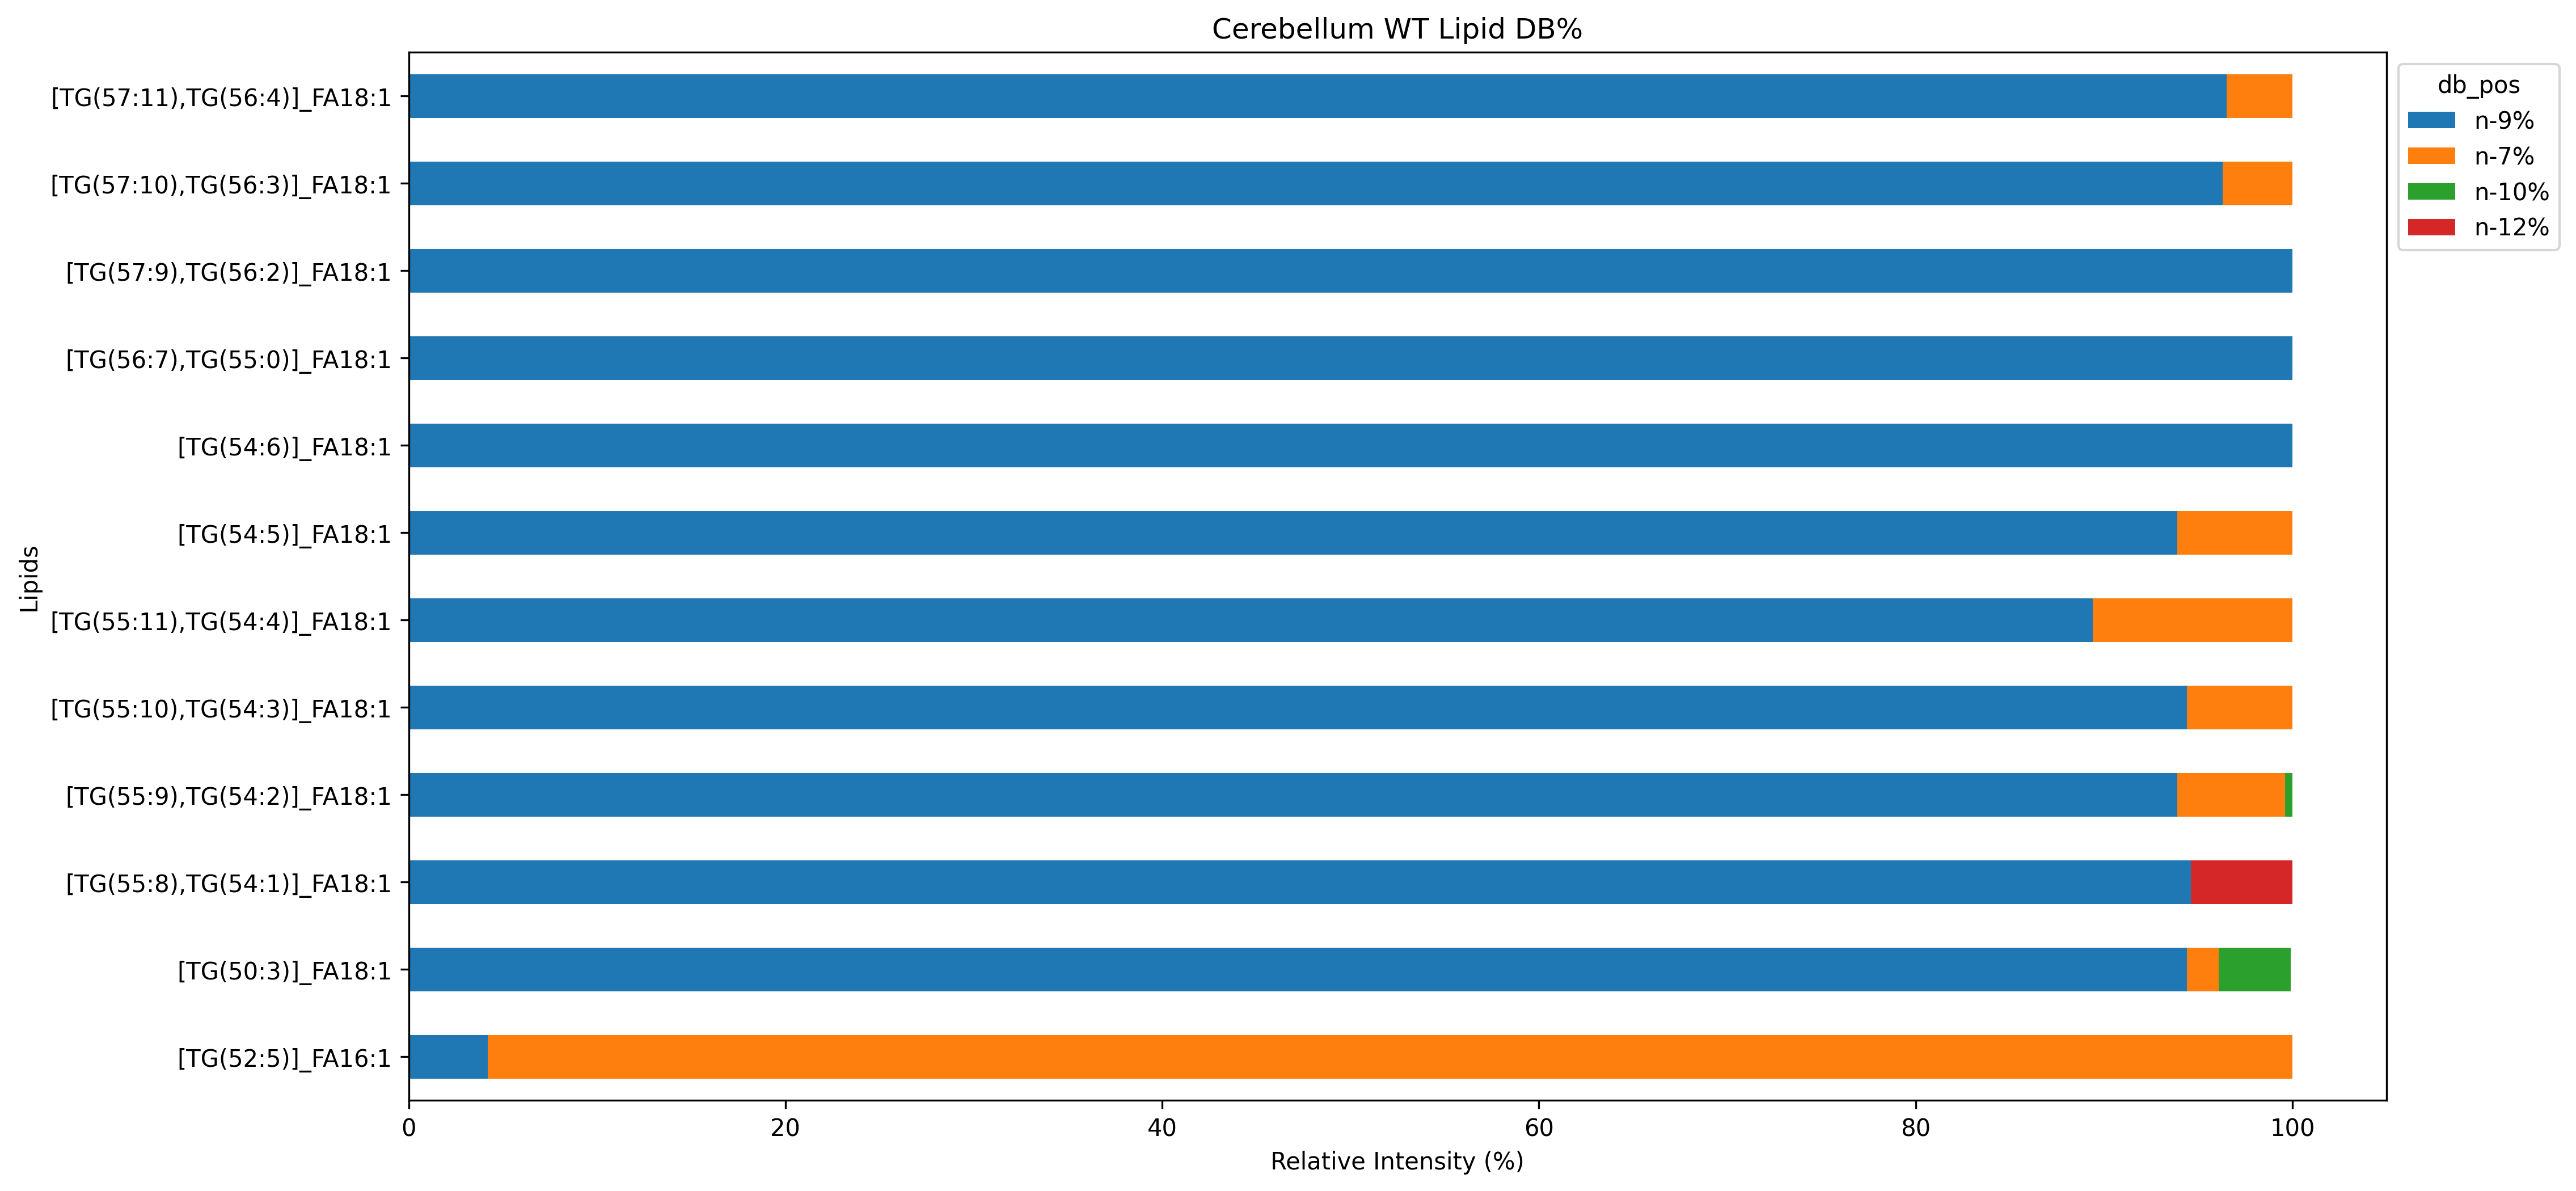 Cerebellum WT Lipid DB%
[TG(57:11),TG(56:4)]_FA18:1
[TG(57:10),TG(56:3)]_FA18:1
[TG(57:9),TG(56:2)]_FA18:1
[TG(56:7),TG(55:0)]_FA18:1
[TG(54:6)]_FA18:1
[TG(54:5)]_FA18:1
[TG(55:11),TG(54:4)]_FA18:1
[TG(55:10),TG(54:3)]_FA18:1
[TG(55:9),TG(54:2)]_FA18:1
[TG(55:8),TG(54:1)]_FA18:1
[TG(50:3)]_FA18:1
[TG(52:5)]_FA16:1
Lipids
0 20 40 60 80 100
Relative Intensity (%)
db_pos
n-9%
n-7%
n-10%
n-12%